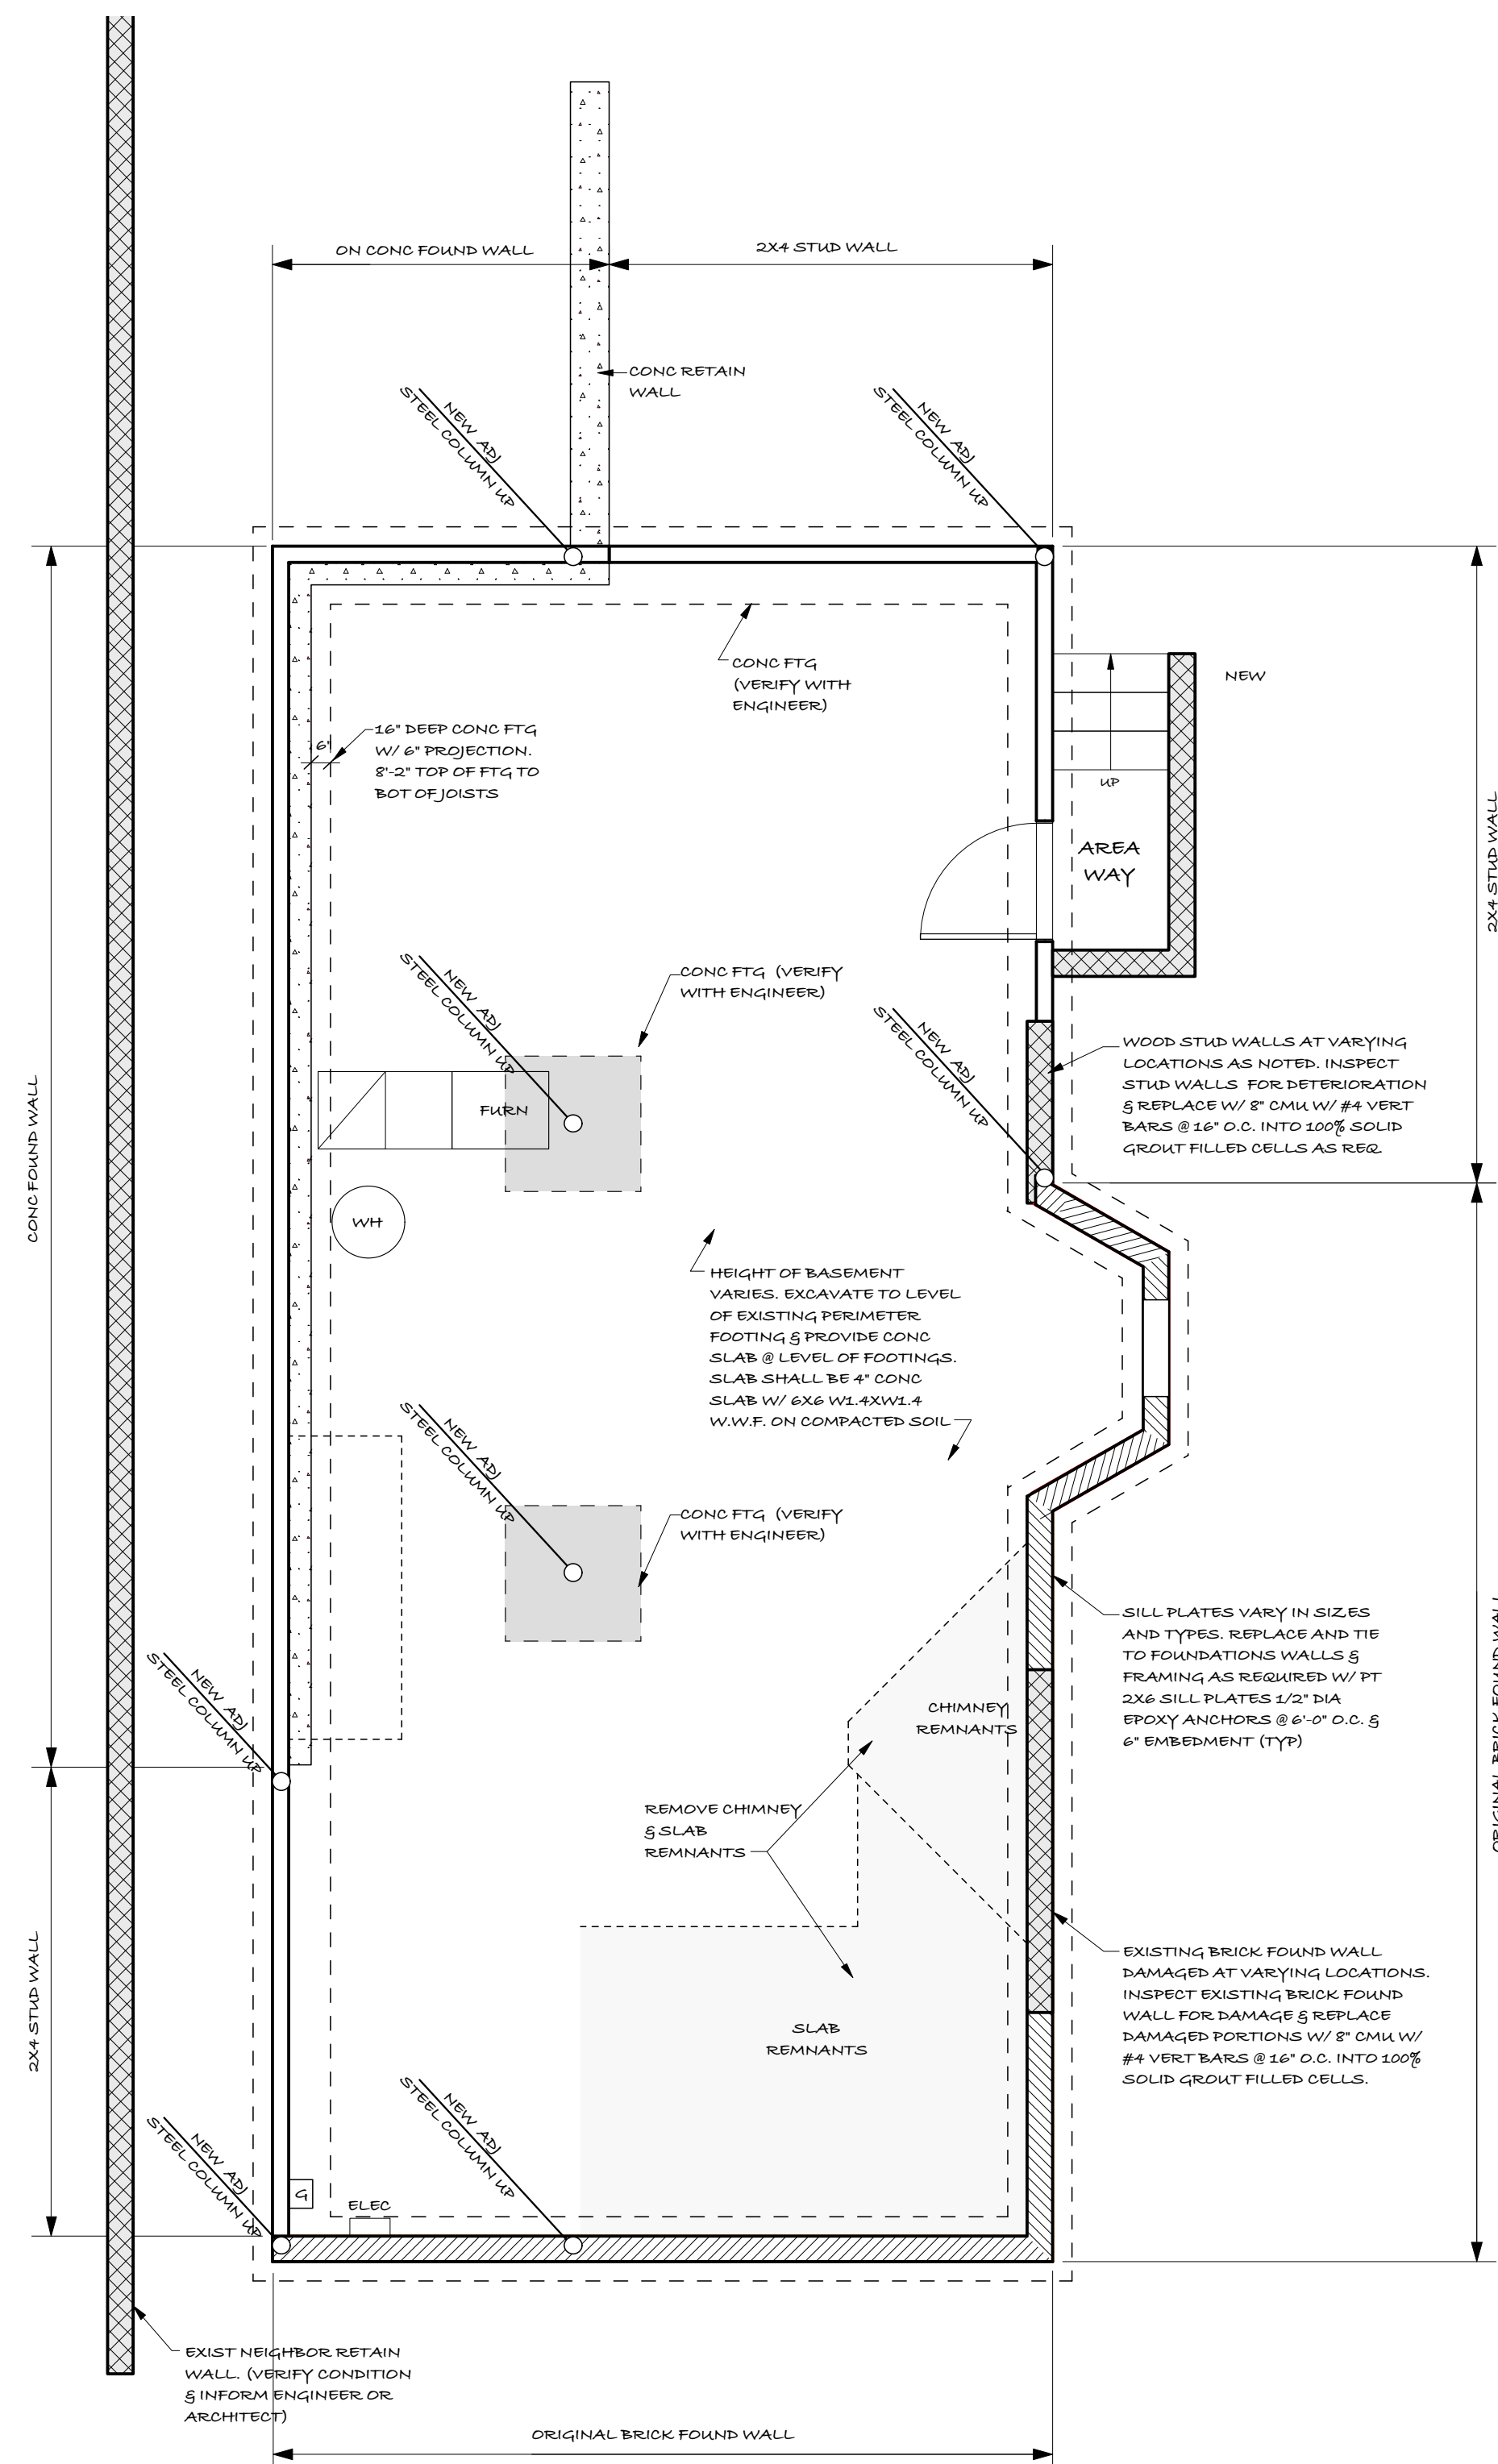 ON CONC FOUND WALL
2X4 STUD WALL
CONC RETAIN
WALL
NEW ADJ
STEEL COLUMN UP
NEW ADJ
STEEL COLUMN UP
CONC FTG
(VERIFY WITH
ENGINEER)
NEW
16" DEEP CONC FTG
W/ 6" PROJECTION.
8'-2" TOP OF FTG TO
BOT OF JOISTS
6"
UP
AREA
WAY
2X4 STUD WALL
CONC FTG (VERIFY
WITH ENGINEER)
NEW ADJ
STEEL COLUMN UP
NEW ADJ
STEEL COLUMN UP
WOOD STUD WALLS AT VARYING
LOCATIONS AS NOTED. INSPECT
STUD WALLS FOR DETERIORATION
& REPLACE W/ 8" CMU W/ #4 VERT
BARS @ 16" O.C. INTO 100% SOLID
GROUT FILLED CELLS AS REQ.
CONC FOUND WALL
FURN
WH
HEIGHT OF BASEMENT
VARIES. EXCAVATE TO LEVEL
OF EXISTING PERIMETER
FOOTING & PROVIDE CONC
SLAB @ LEVEL OF FOOTINGS.
SLAB SHALL BE 4" CONC
SLAB W/ 6X6 W1.4XW1.4
W.W.F. ON COMPACTED SOIL
NEW ADJ
STEEL COLUMN UP
CONC FTG (VERIFY
WITH ENGINEER)
SILL PLATES VARY IN SIZES
AND TYPES. REPLACE AND TIE
TO FOUNDATIONS WALLS &
FRAMING AS REQUIRED W/ PT
2X6 SILL PLATES 1/2" DIA
EPOXY ANCHORS @ 6'-0" O.C. &
6" EMBEDMENT (TYP)
ORIGINAL BRICK FOUND WALL
NEW ADJ
STEEL COLUMN UP
CHIMNEY
REMNANTS
REMOVE CHIMNEY
& SLAB
REMNANTS
2X4 STUD WALL
EXISTING BRICK FOUND WALL
DAMAGED AT VARYING LOCATIONS.
INSPECT EXISTING BRICK FOUND
WALL FOR DAMAGE & REPLACE
DAMAGED PORTIONS W/ 8" CMU W/
#4 VERT BARS @ 16" O.C. INTO 100%
SOLID GROUT FILLED CELLS.
SLAB
REMNANTS
NEW ADJ
STEEL COLUMN UP
NEW ADJ
STEEL COLUMN UP
G
ELEC
EXIST NEIGHBOR RETAIN
WALL. (VERIFY CONDITION
& INFORM ENGINEER OR
ARCHITECT)
ORIGINAL BRICK FOUND WALL